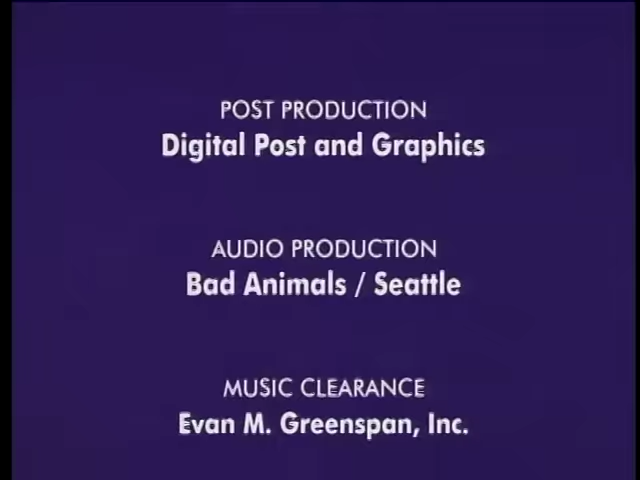 POST PRODUCTION
Digital Post and Graphics
AUDIO PRODUCTION
Bad Animals / Seattle
MUSIC CLEARANCE
Evan M. Greenspan, Inc.